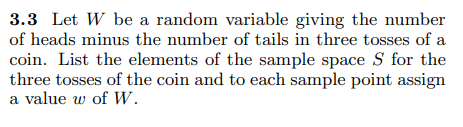 3.3 Let W be a random variable giving the number
of heads minus the number of tails in three tosses of a
coin. List the elements of the sample space S for the
three tosses of the coin and to each sample point assign
a value w of W.